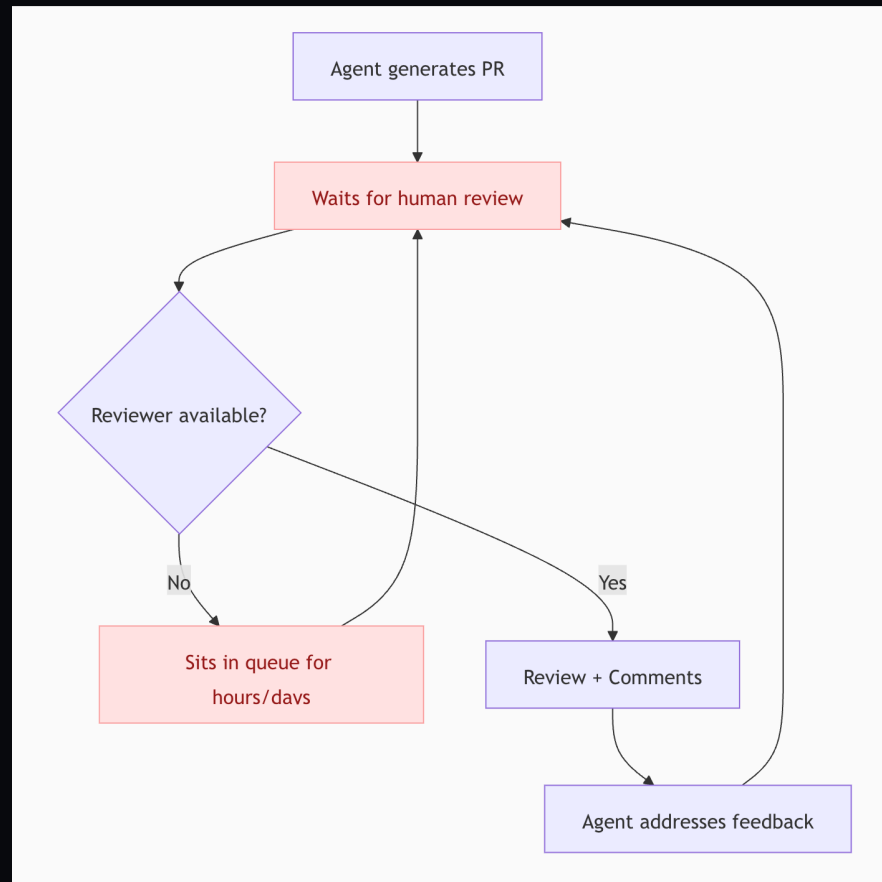 Agent generates PR
Waits for human review
Reviewer available?
No
Yes
Sits in queue for
hours/days
Review + Comments
Agent addresses feedback